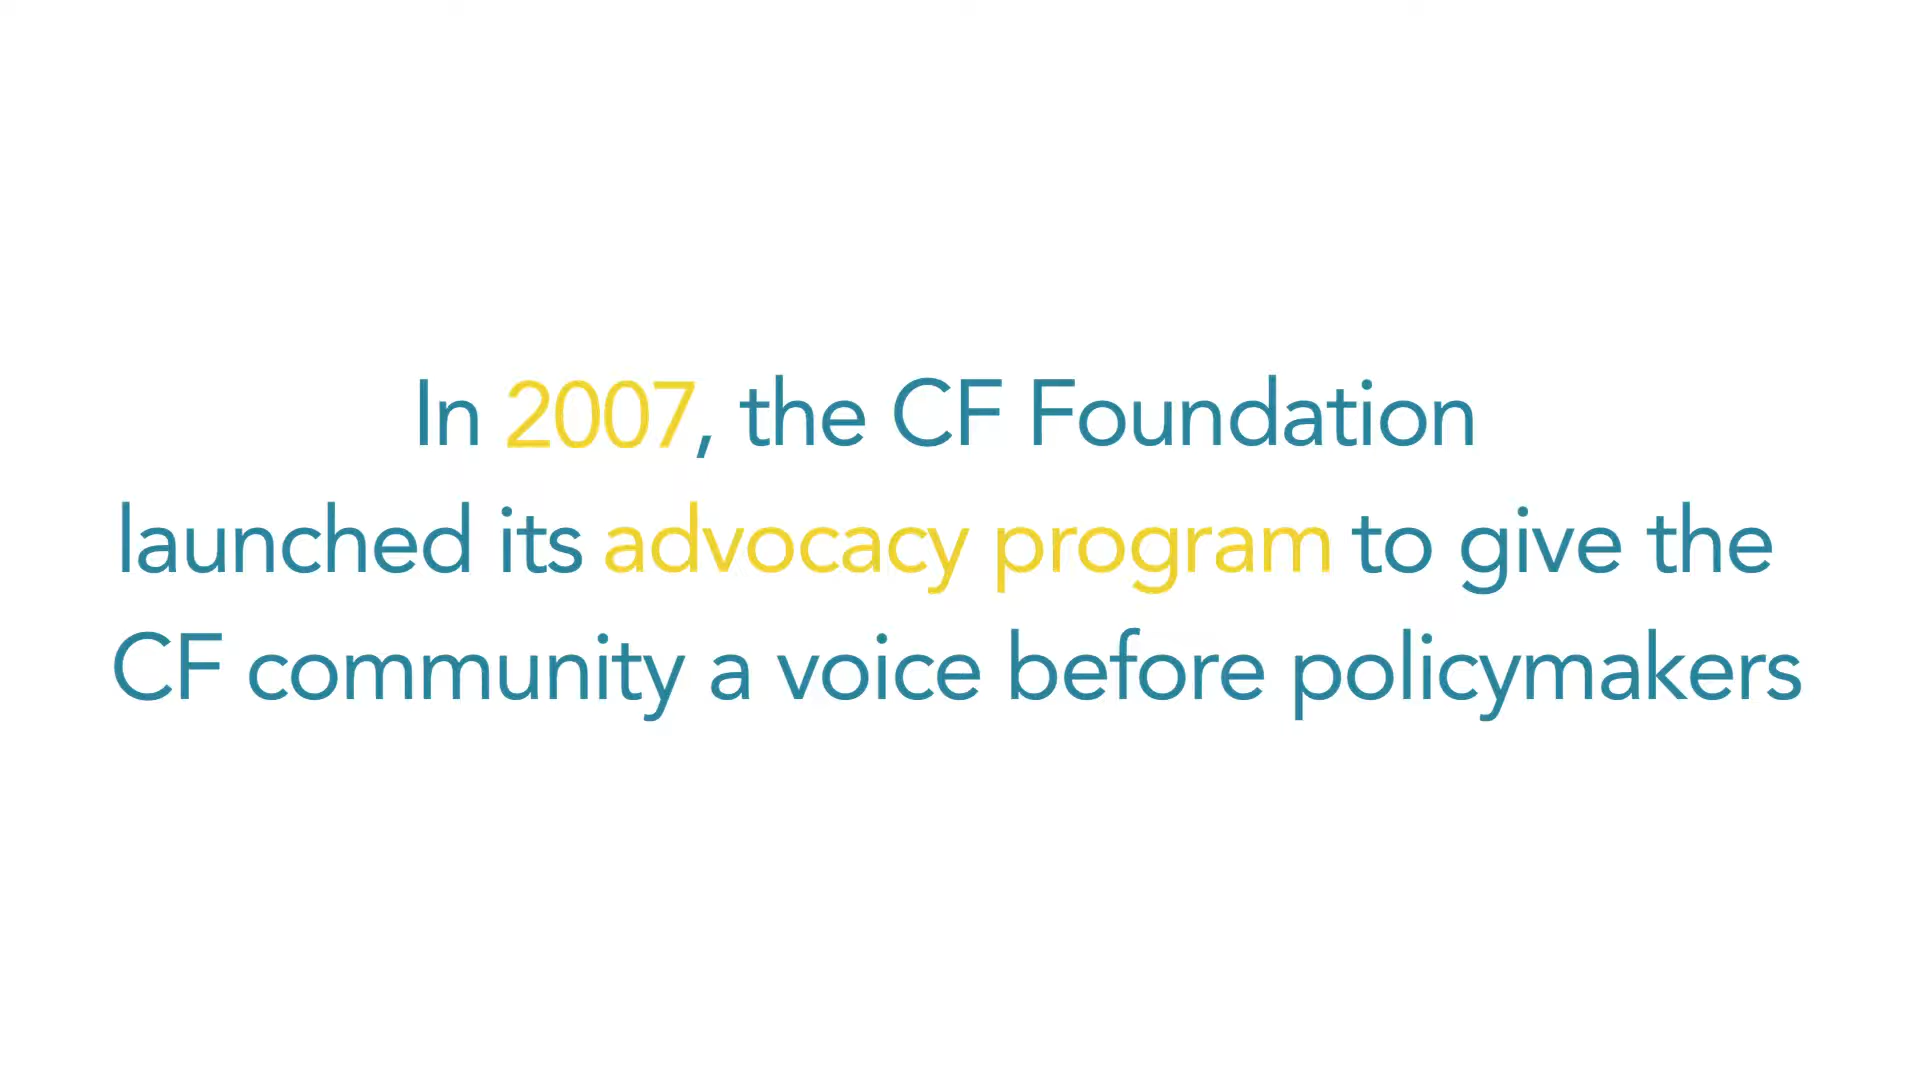 In 2007, the CF Foundation
launched its advocacy program to give the
CF community a voice before policymakers